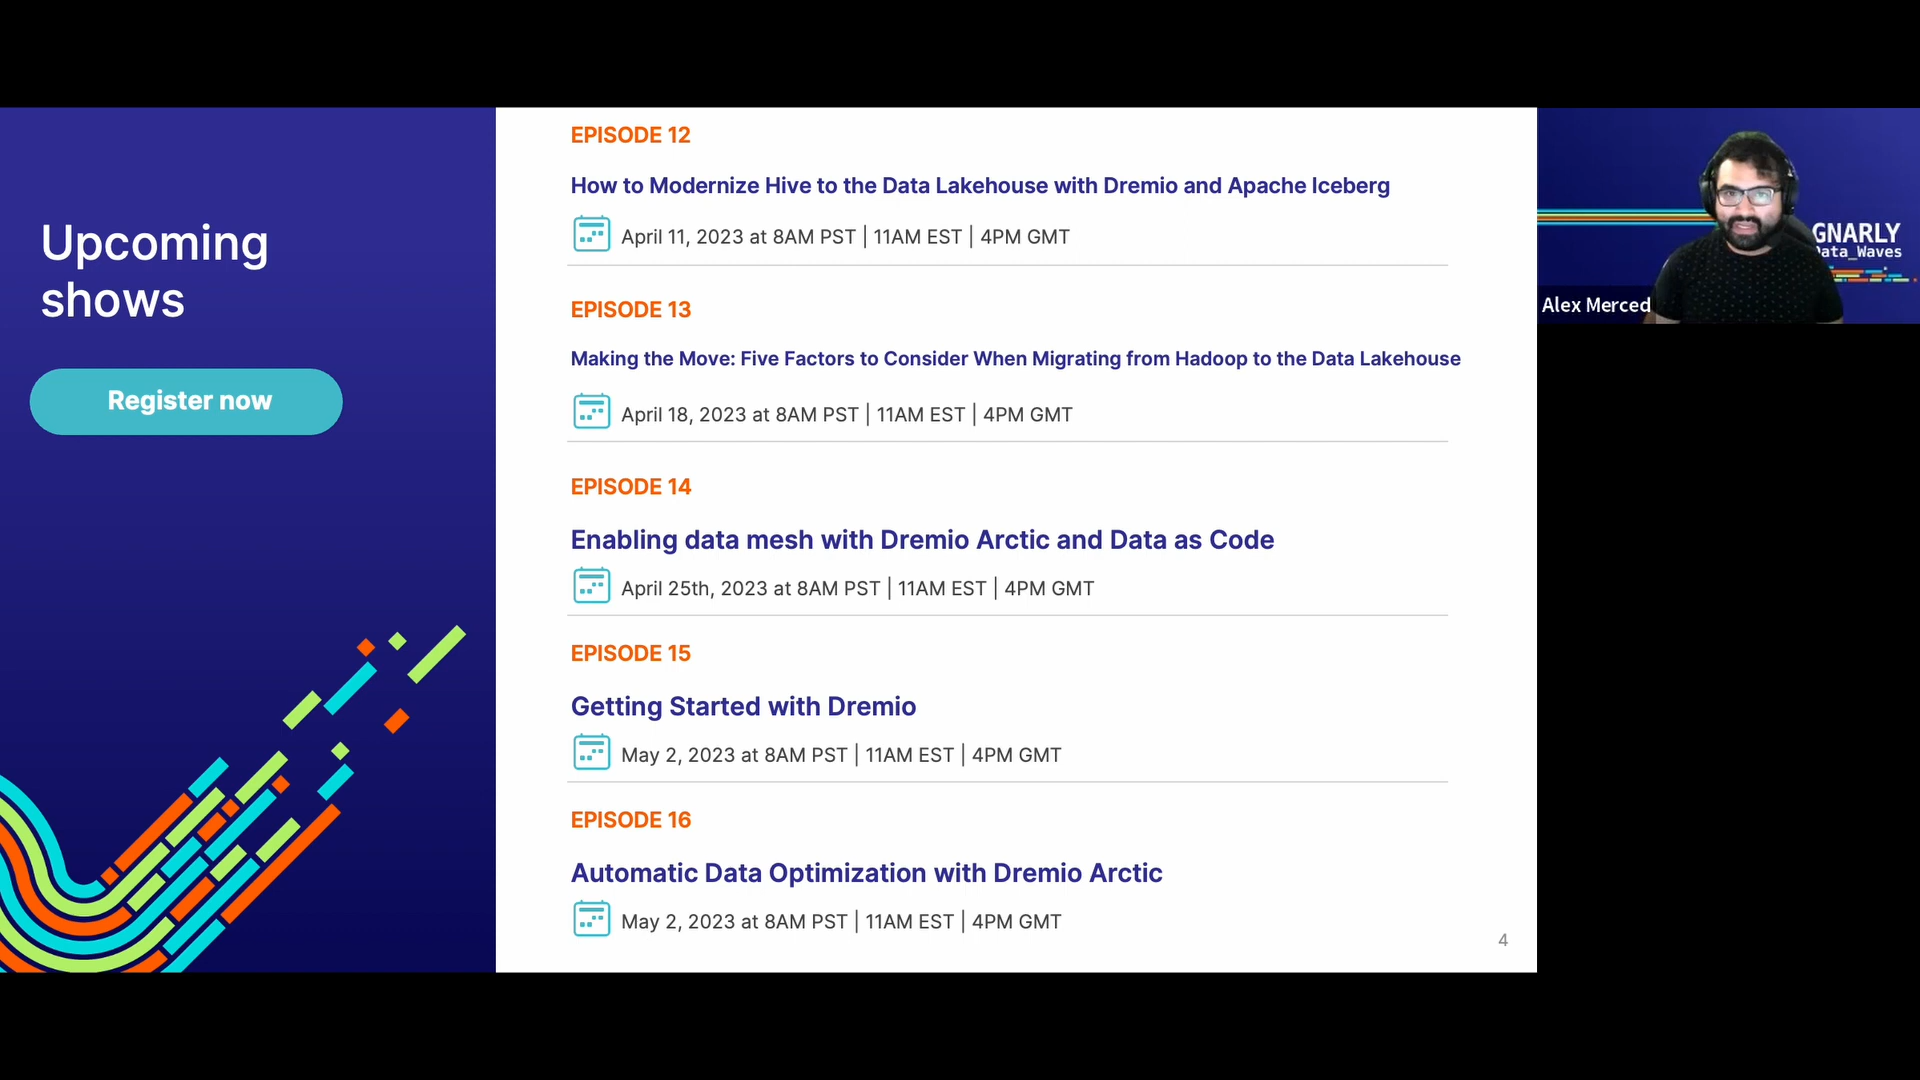 Upcoming
shows
Register now
EPISODE 12
How to Modernize Hive to the Data Lakehouse with Dremio and Apache Iceberg
April 11, 2023 at 8AM PST | 11AM EST | 4PM GMT
EPISODE 13
Making the Move: Five Factors to Consider When Migrating from Hadoop to the Data Lakehouse
April 18, 2023 at 8AM PST | 11AM EST | 4PM GMT
EPISODE 14
Enabling data mesh with Dremio Arctic and Data as Code
April 25th, 2023 at 8AM PST | 11AM EST | 4PM GMT
EPISODE 15
Getting Started with Dremio
May 2, 2023 at 8AM PST | 11AM EST | 4PM GMT
EPISODE 16
Automatic Data Optimization with Dremio Arctic
May 2, 2023 at 8AM PST | 11AM EST | 4PM GMT
4
GNARLY
ata_Waves
Alex Merced